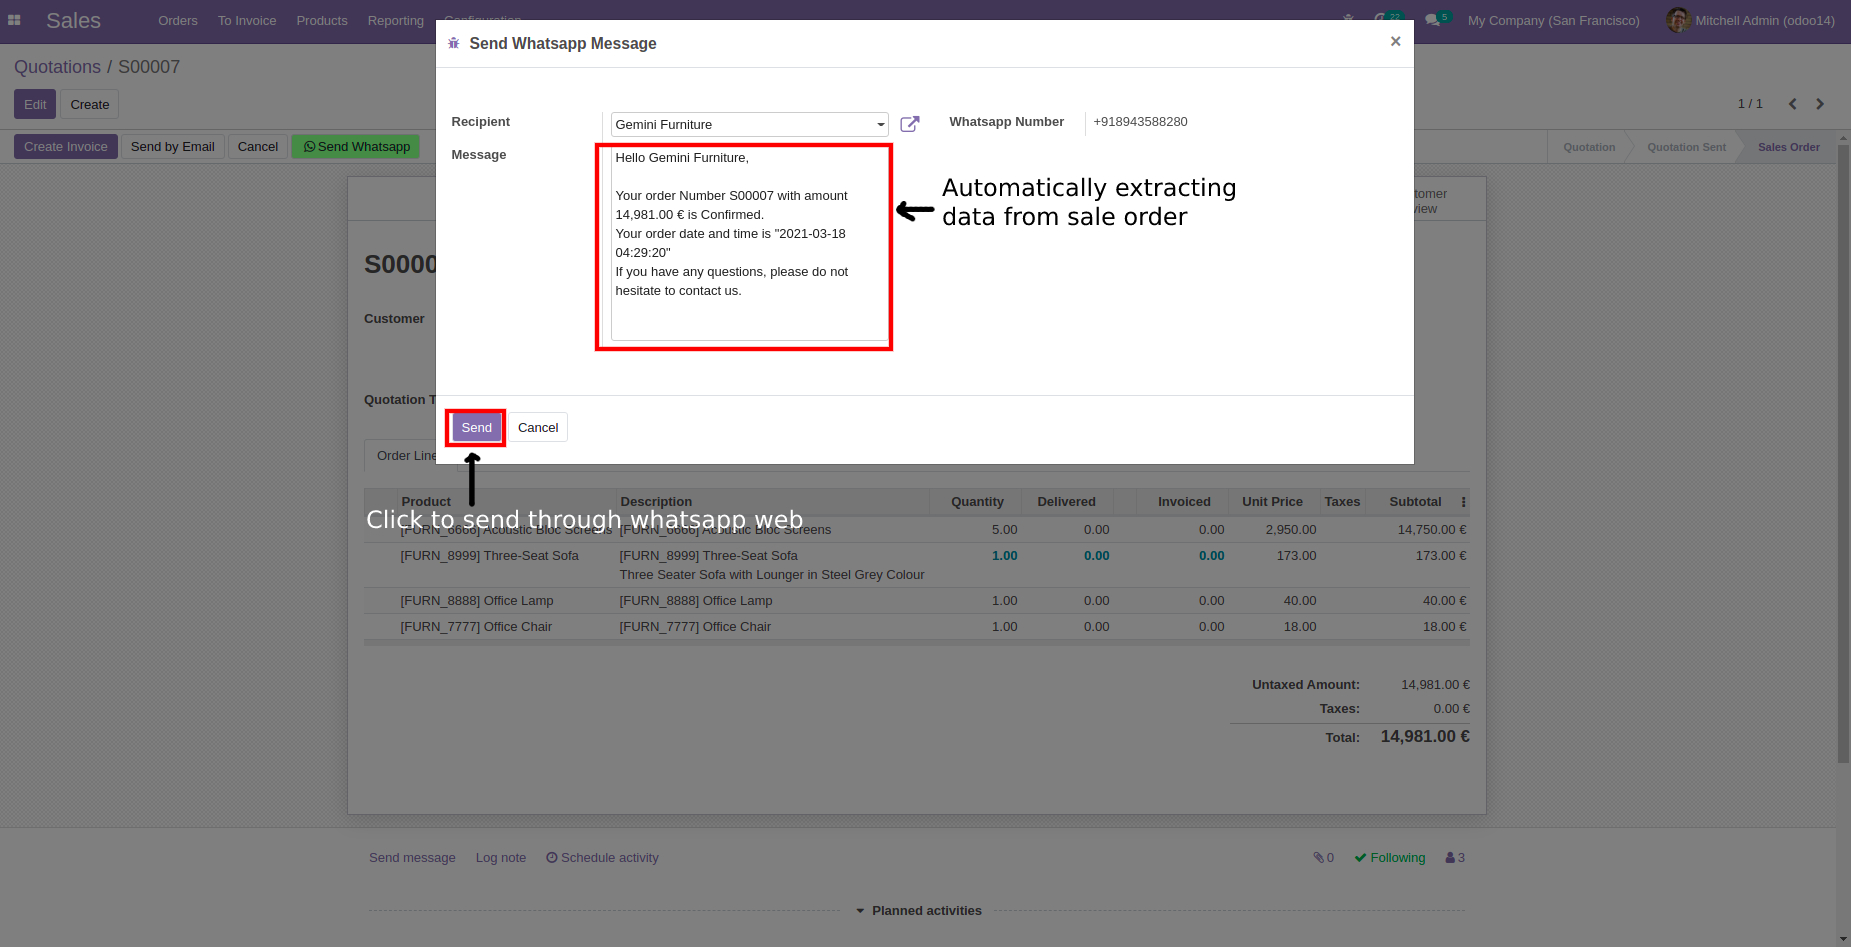 Sales Orders To Invoice Products Reporting Configuration 22 5 My Company (San Francisco) Mitchell Admin (odoo14)
Send Whatsapp Message ×
Quotations / S00007
Edit Create
1 / 1
Create Invoice Send by Email Cancel Send Whatsapp
Quotation Quotation Sent Sales Order
Recipient Gemini Furniture Whatsapp Number +918943588280
Message
Hello Gemini Furniture,
Your order Number S00007 with amount
14,981.00 € is Confirmed.
Your order date and time is "2021-03-18
04:29:20"
If you have any questions, please do not
hesitate to contact us.
Automatically extracting
data from sale order
Send Cancel
S0000
Customer
Quotation T
Order Line
Click to send through whatsapp web
Product Description Quantity Delivered Invoiced Unit Price Taxes Subtotal
[FURN_6666] Acoustic Bloc Screens [FURN_6666] Acoustic Bloc Screens 5.00 0.00 0.00 2,950.00 14,750.00 €
[FURN_8999] Three-Seat Sofa [FURN_8999] Three-Seat Sofa 1.00 0.00 0.00 173.00 173.00 €
Three Seater Sofa with Lounger in Steel Grey Colour
[FURN_8888] Office Lamp [FURN_8888] Office Lamp 1.00 0.00 0.00 40.00 40.00 €
[FURN_7777] Office Chair [FURN_7777] Office Chair 1.00 0.00 0.00 18.00 18.00 €
Untaxed Amount: 14,981.00 €
Taxes: 0.00 €
Total: 14,981.00 €
Send message Log note Schedule activity 0 Following 3
Planned activities